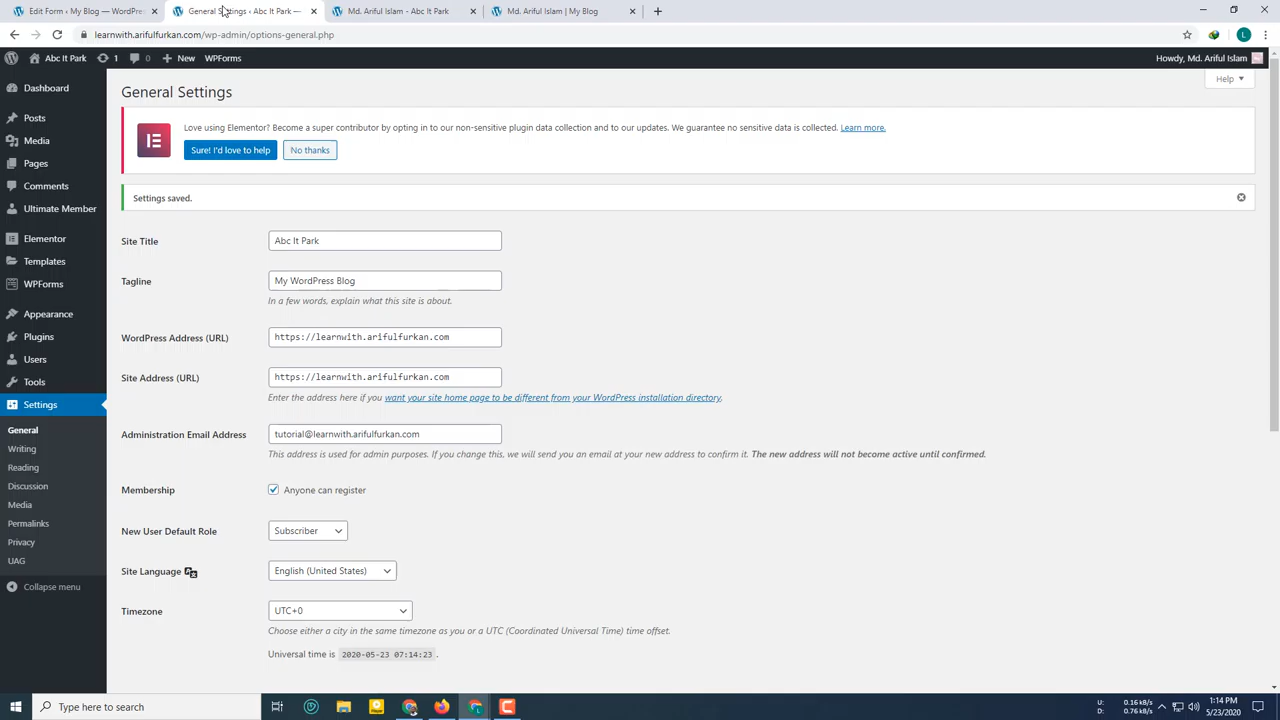 Edit Form ‹ My Blog — WordPre
General Settings ‹ Abc It Park —
Md. Ariful Islam - Abc It Park
Md. Ariful Islam | My Blog
learnwith.arifulfurkan.com/wp-admin/options-general.php
L
Abc It Park
1
0
New
WPForms
Howdy, Md. Ariful Islam
Dashboard
Posts
Media
Pages
Comments
Ultimate Member
Elementor
Templates
WPForms
Appearance
Plugins
Users
Tools
Settings
General
Writing
Reading
Discussion
Media
Permalinks
Privacy
UAG
Collapse menu
Help
General Settings
Love using Elementor? Become a super contributor by opting in to our non-sensitive plugin data collection and to our updates. We guarantee no sensitive data is collected. Learn more.
Sure! I'd love to help
No thanks
Settings saved.
Site Title
Abc It Park
Tagline
My WordPress Blog
In a few words, explain what this site is about.
WordPress Address (URL)
https://learnwith.arifulfurkan.com
Site Address (URL)
https://learnwith.arifulfurkan.com
Enter the address here if you want your site home page to be different from your WordPress installation directory.
Administration Email Address
tutorial@learnwith.arifulfurkan.com
This address is used for admin purposes. If you change this, we will send you an email at your new address to confirm it. The new address will not become active until confirmed.
Membership
Anyone can register
New User Default Role
Subscriber
Site Language
English (United States)
Timezone
UTC+0
Choose either a city in the same timezone as you or a UTC (Coordinated Universal Time) time offset.
Universal time is 2020-05-23 07:14:23 .
Type here to search
U: 0.16 kB/s
D: 0.76 kB/s
1:14 PM
5/23/2020